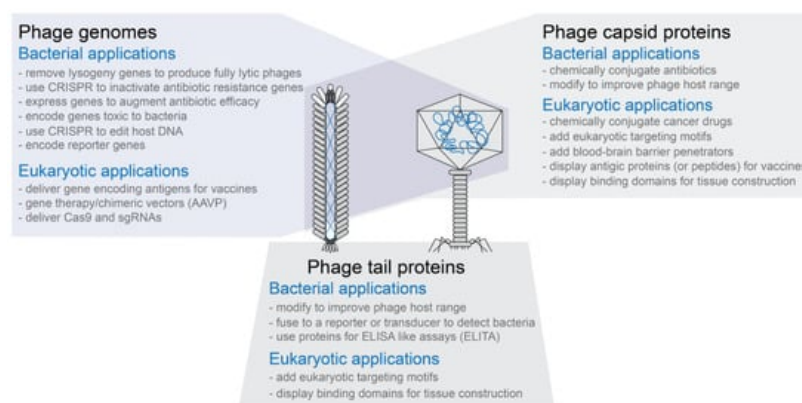 Phage genomes
Bacterial applications
- remove lysogeny genes to produce fully lytic phages
- use CRISPR to inactivate antibiotic resistance genes
- express genes to augment antibiotic efficacy
- encode genes toxic to bacteria
- use CRISPR to edit host DNA
- encode reporter genes
Eukaryotic applications
- deliver gene encoding antigens for vaccines
- gene therapy/chimeric vectors (AAVP)
- deliver Cas9 and sgRNAs
Phage capsid proteins
Bacterial applications
- chemically conjugate antibiotics
- modify to improve phage host range
Eukaryotic applications
- chemically conjugate cancer drugs
- add eukaryotic targeting motifs
- add blood-brain barrier penetrators
- display antigic proteins (or peptides) for vaccines
- display binding domains for tissue construction
Phage tail proteins
Bacterial applications
- modify to improve phage host range
- fuse to a reporter or transducer to detect bacteria
- use proteins for ELISA like assays (ELITA)
Eukaryotic applications
- add eukaryotic targeting motifs
- display binding domains for tissue construction